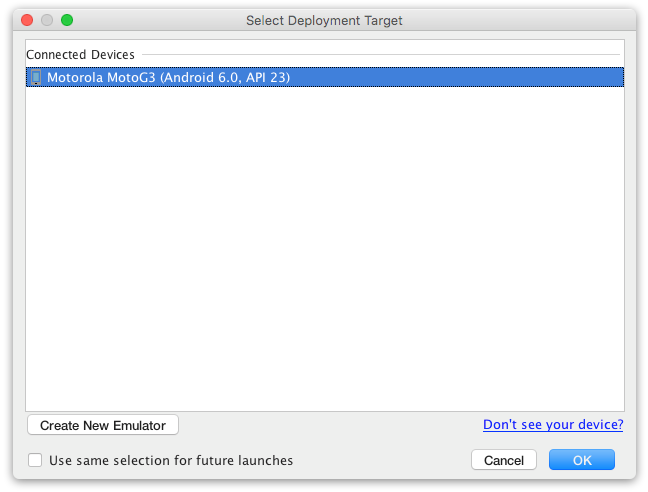 Select Deployment Target
Connected Devices
Motorola MotoG3 (Android 6.0, API 23)
Create New Emulator
Don't see your device?
Use same selection for future launches
Cancel
OK